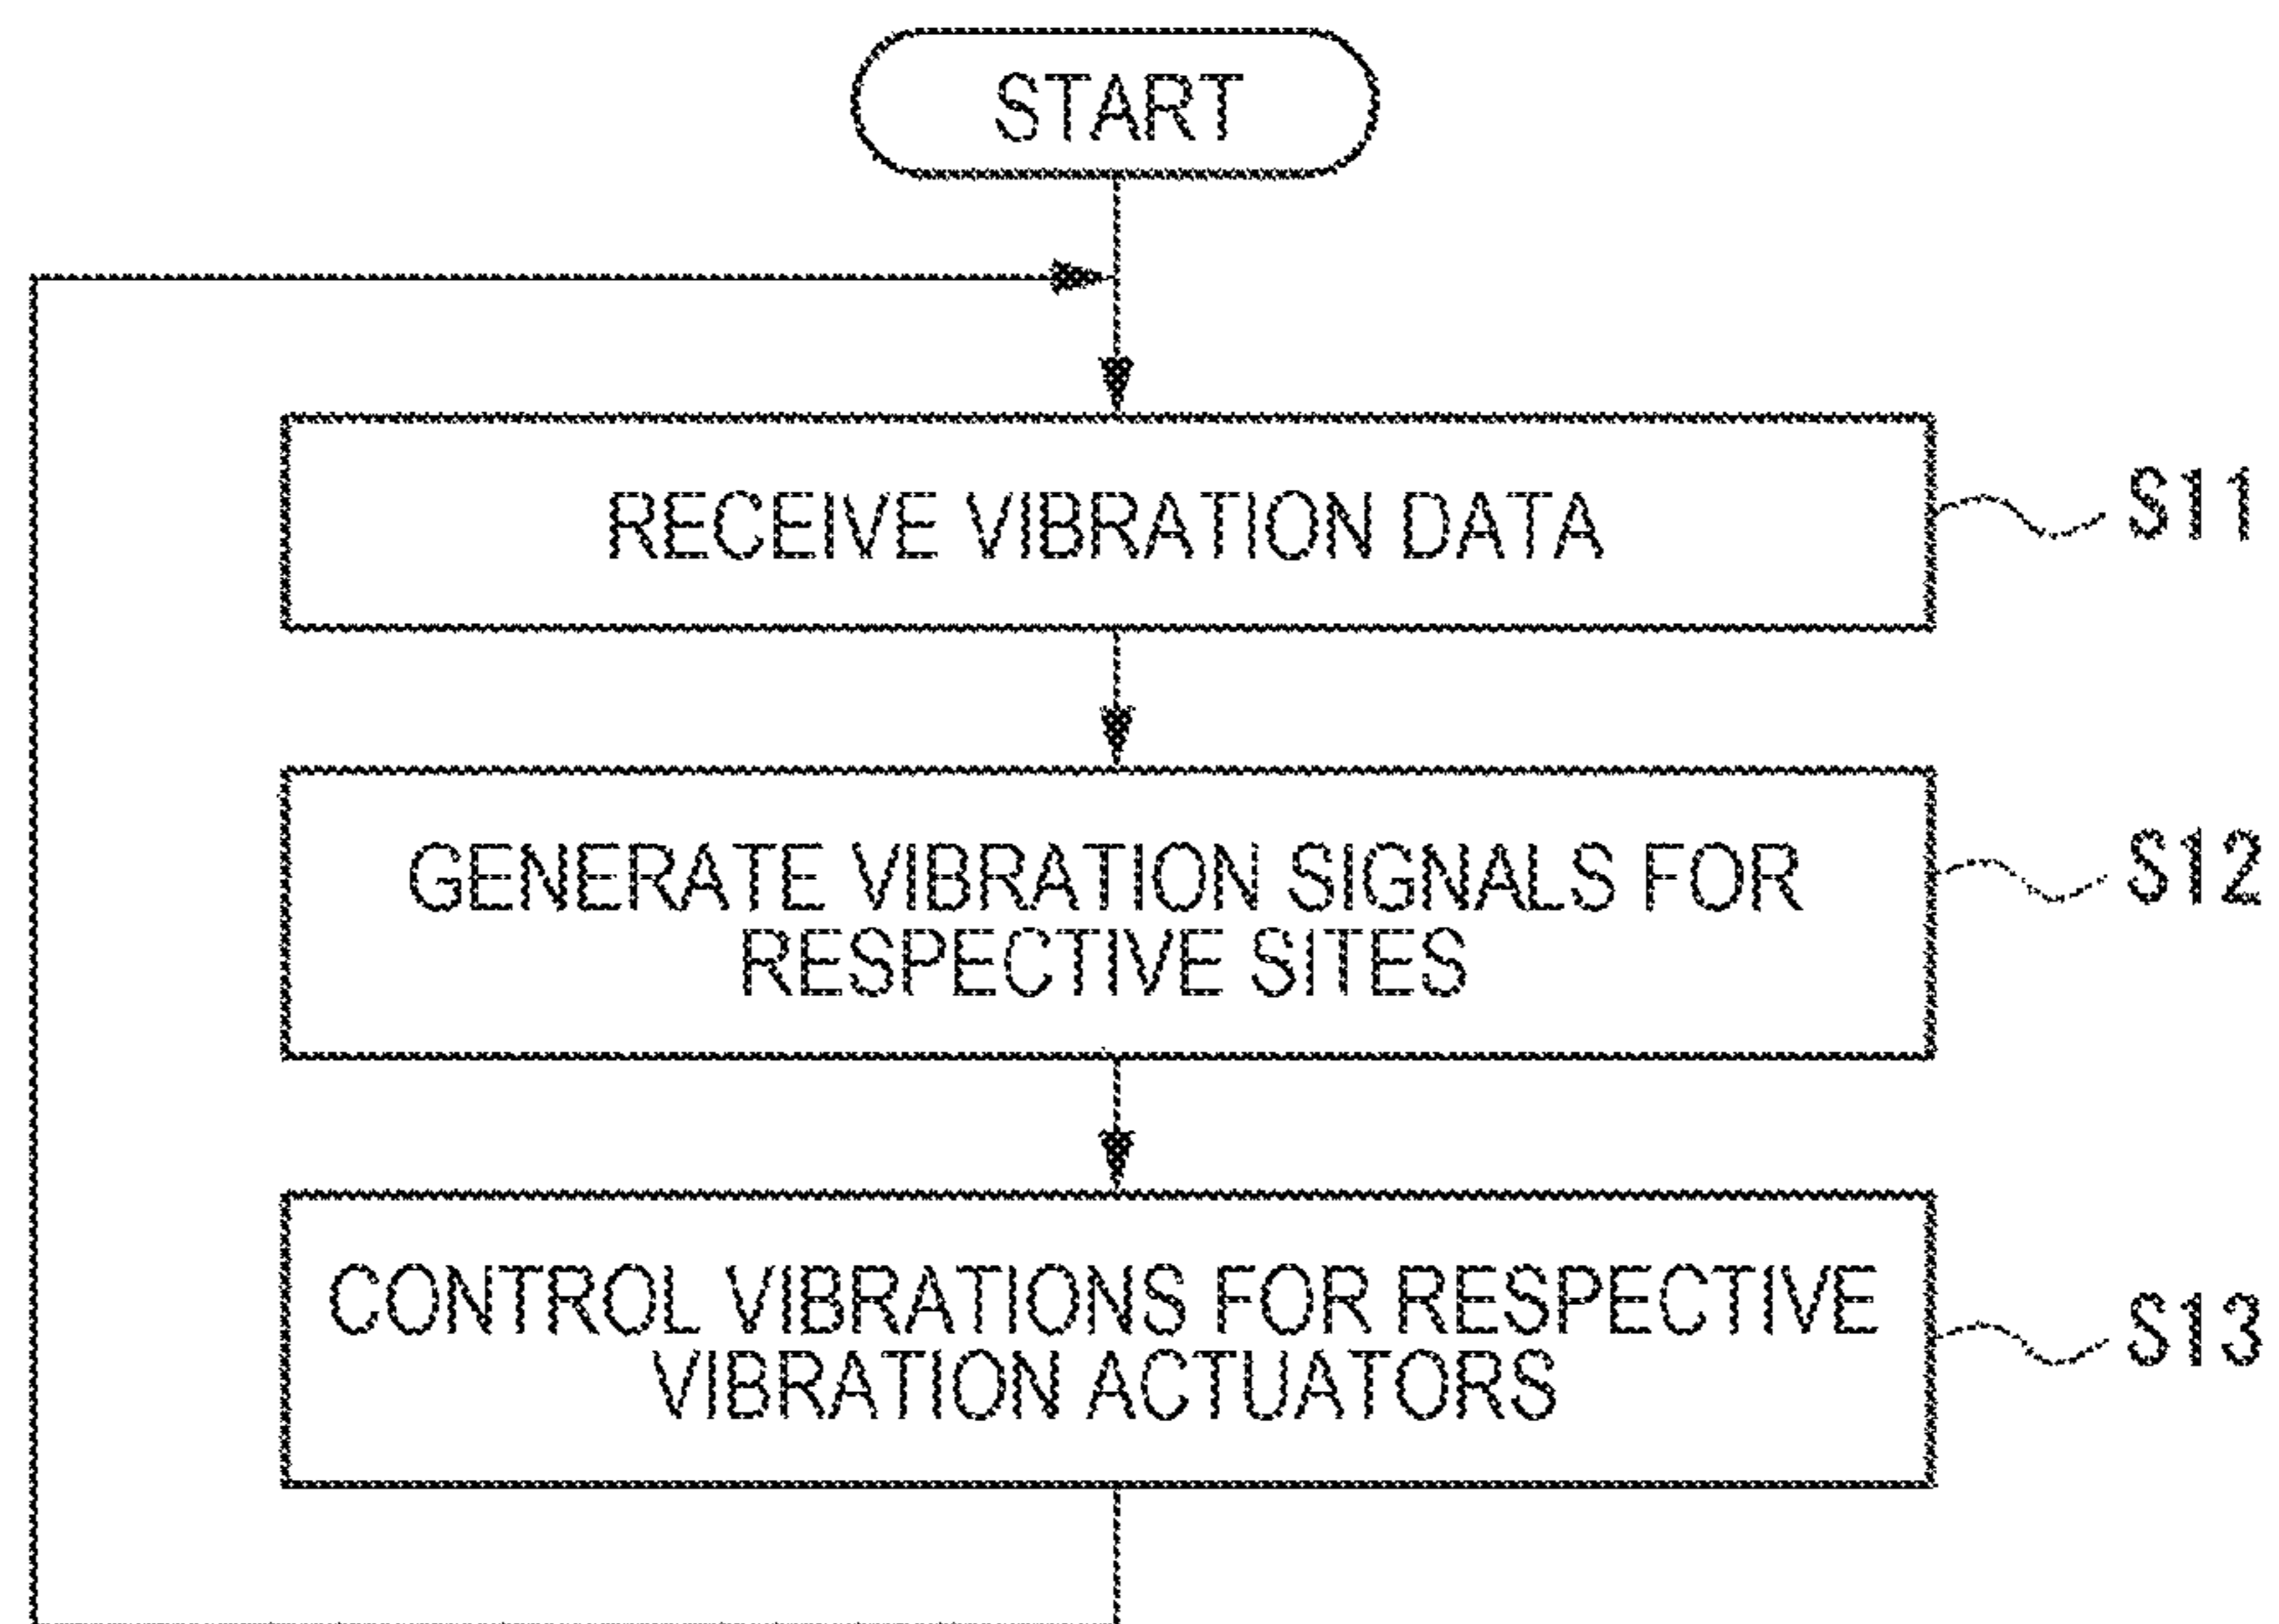 START
RECEIVE VIBRATION DATA
S11
GENERATE VIBRATION SIGNALS FOR
RESPECTIVE SITES
S12
CONTROL VIBRATIONS FOR RESPECTIVE
VIBRATION ACTUATORS
S13